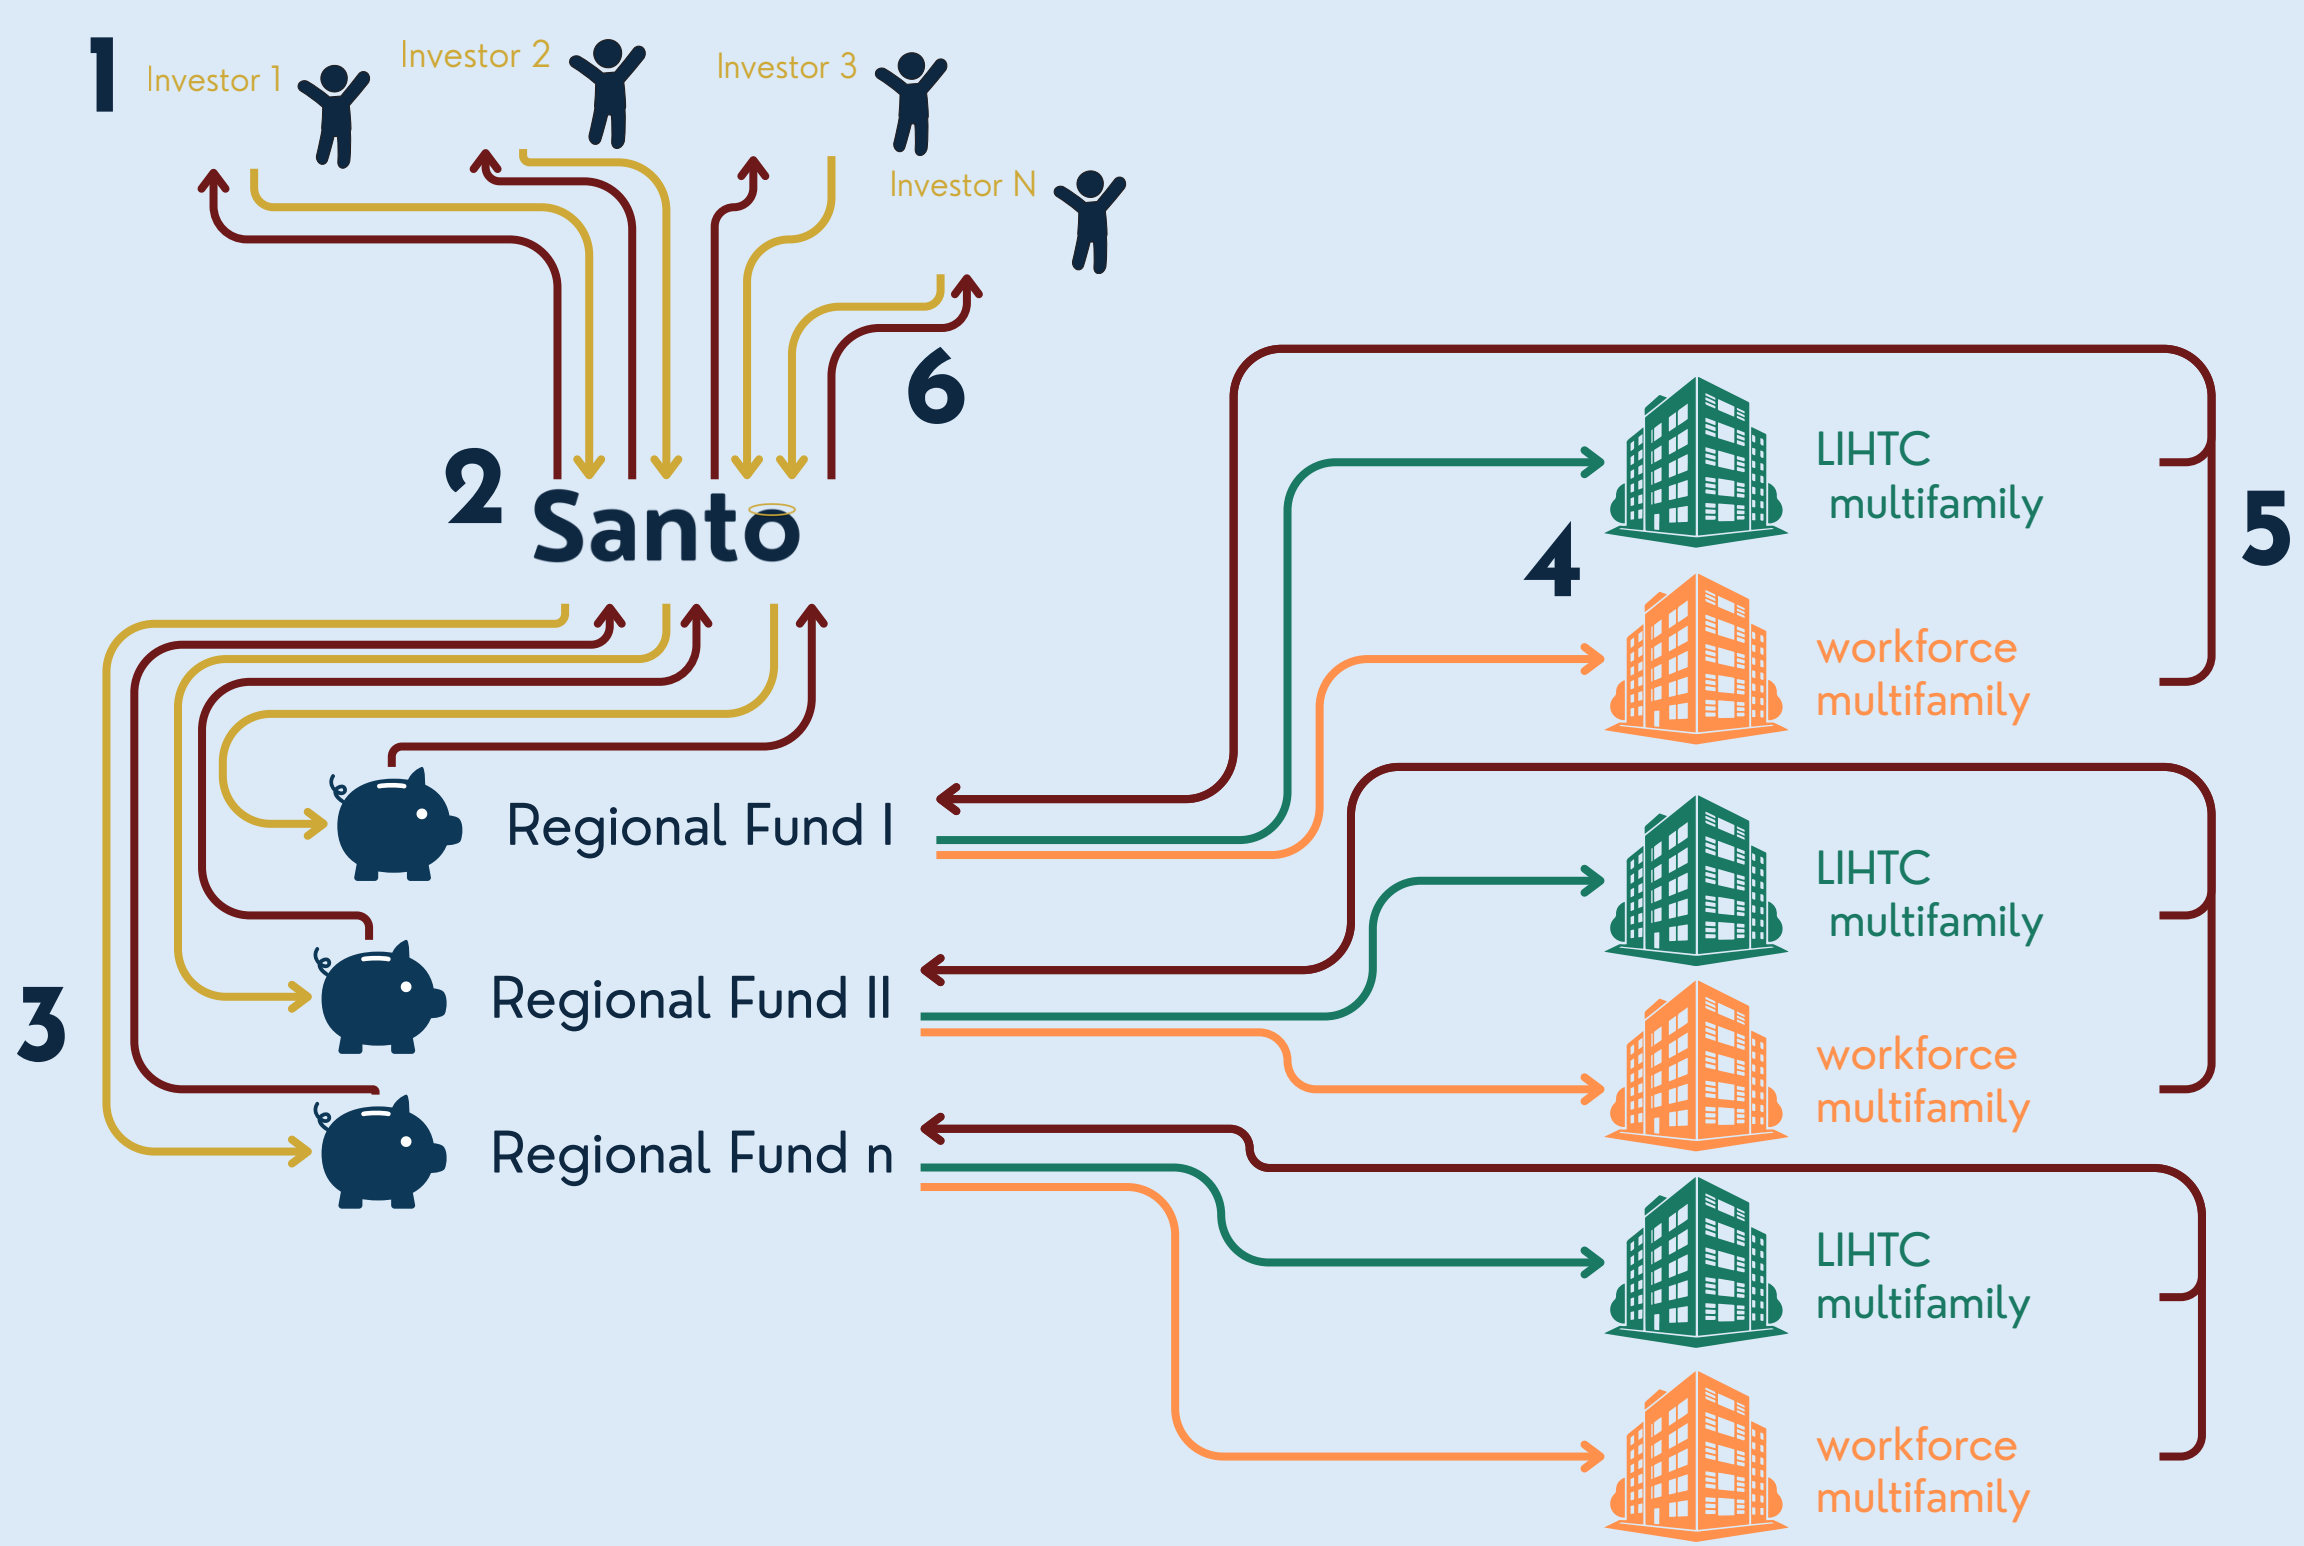 1
Investor 1
Investor 2
Investor 3
Investor N
6
2
Santo
LIHTC
multifamily
4
5
workforce
multifamily
Regional Fund I
LIHTC
multifamily
Regional Fund II
3
workforce
multifamily
Regional Fund n
LIHTC
multifamily
workforce
multifamily